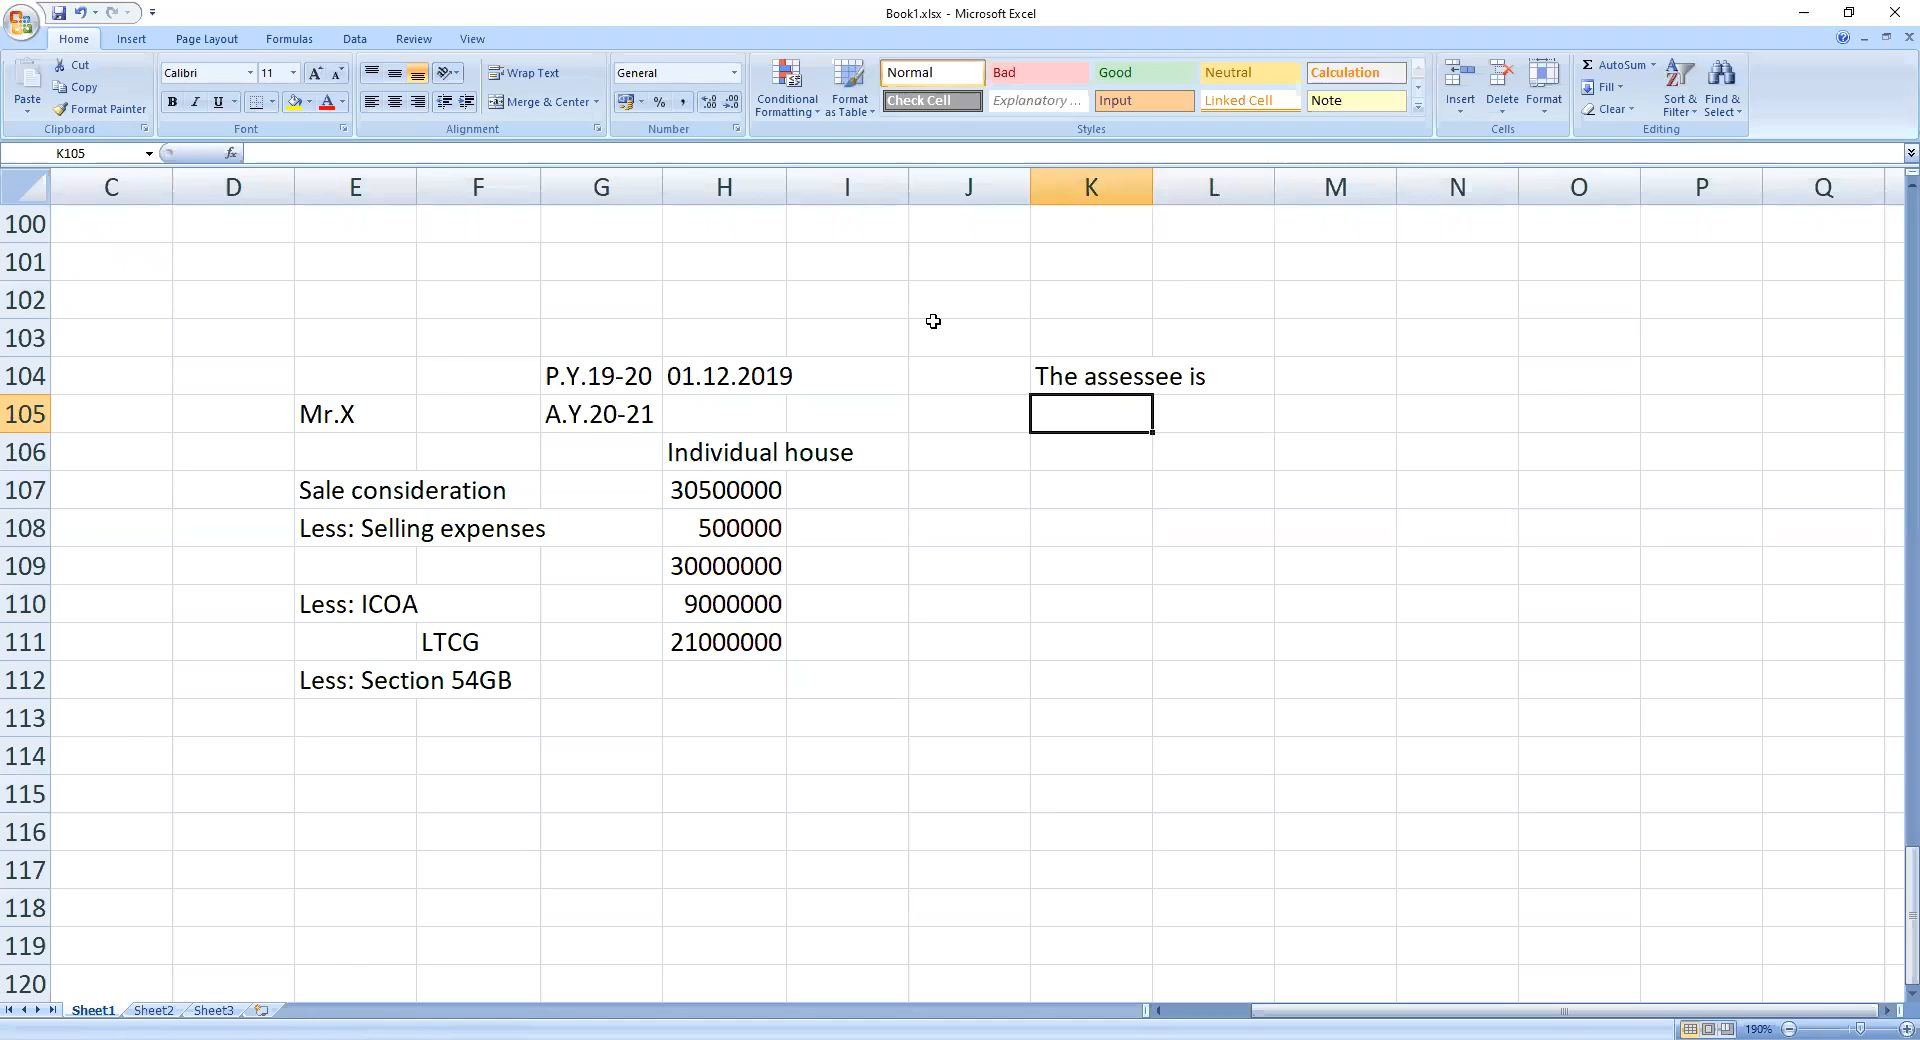 Book1.xlsx - Microsoft Excel
Home Insert Page Layout Formulas Data Review View
Paste
Cut
Copy
Format Painter
Clipboard
Calibri 11
B I U
Font
Wrap Text
Merge & Center
Alignment
General
Number
Conditional Formatting
Format as Table
Normal Bad Good Neutral Calculation
Check Cell Explanatory ... Input Linked Cell Note
Styles
Insert Delete Format
Cells
AutoSum
Fill
Clear
Sort & Filter
Find & Select
Editing
K105
fx
C D E F G H I J K L M N O P Q
100
101
102
103
104 P.Y.19-20 01.12.2019 The assessee is
105 Mr.X A.Y.20-21
106 Individual house
107 Sale consideration 30500000
108 Less: Selling expenses 500000
109 30000000
110 Less: ICOA 9000000
111 LTCG 21000000
112 Less: Section 54GB
113
114
115
116
117
118
119
120
Sheet1 Sheet2 Sheet3
190%